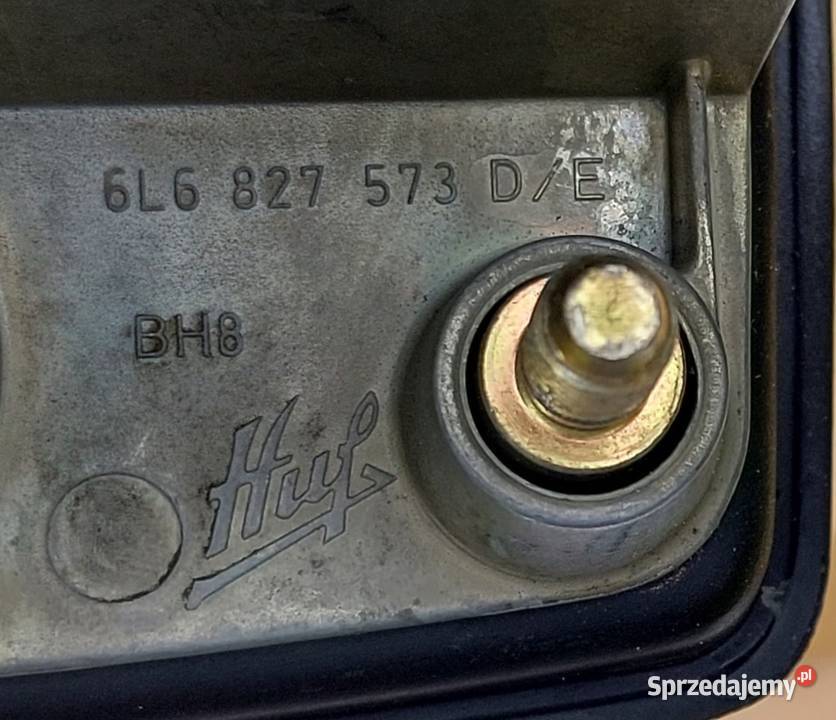 6L6 827 573 D/E
BH8
Huf
Sprzedajemy.pl